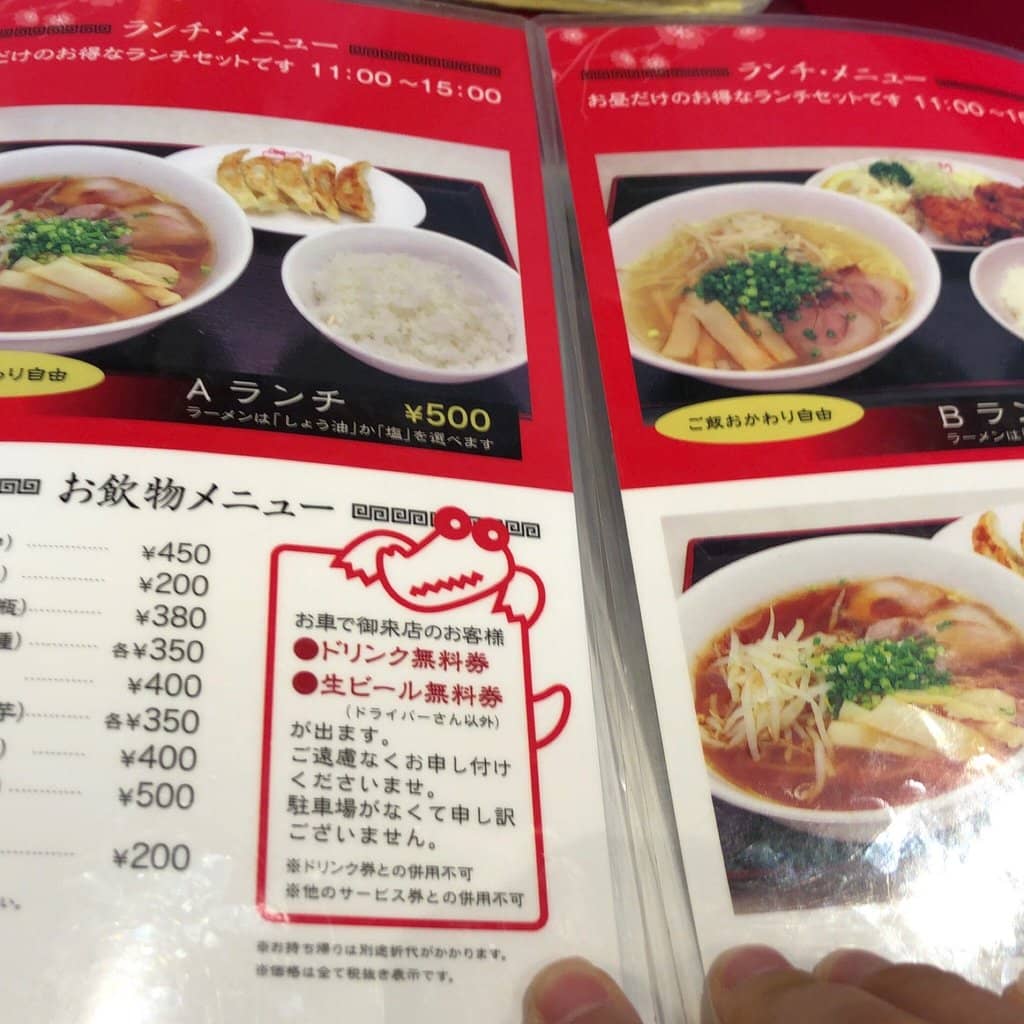 ランチ・メニュー
だけのお得なランチセットです 11:00～15:00
わり自由
A ランチ ¥500
ラーメンは「しょう油」か「塩」を選べます
お飲物メニュー
¥450
¥200
瓶) ¥380
種) 各¥350
¥400
芋) 各¥350
¥400
¥500
¥200
お車で御来店のお客様
●ドリンク無料券
●生ビール無料券
(ドライバーさん以外)
が出ます。
ご遠慮なくお申し付け
くださいませ。
駐車場がなくて申し訳
ございません。
※ドリンク券との併用不可
※他のサービス券との併用不可
い。
※お持ち帰りは別途折代がかかります。
※価格は全て税抜き表示です。
ランチ・メニュー
お昼だけのお得なランチセットです 11:00～1
ご飯おかわり自由
B ラン
ラーメンは